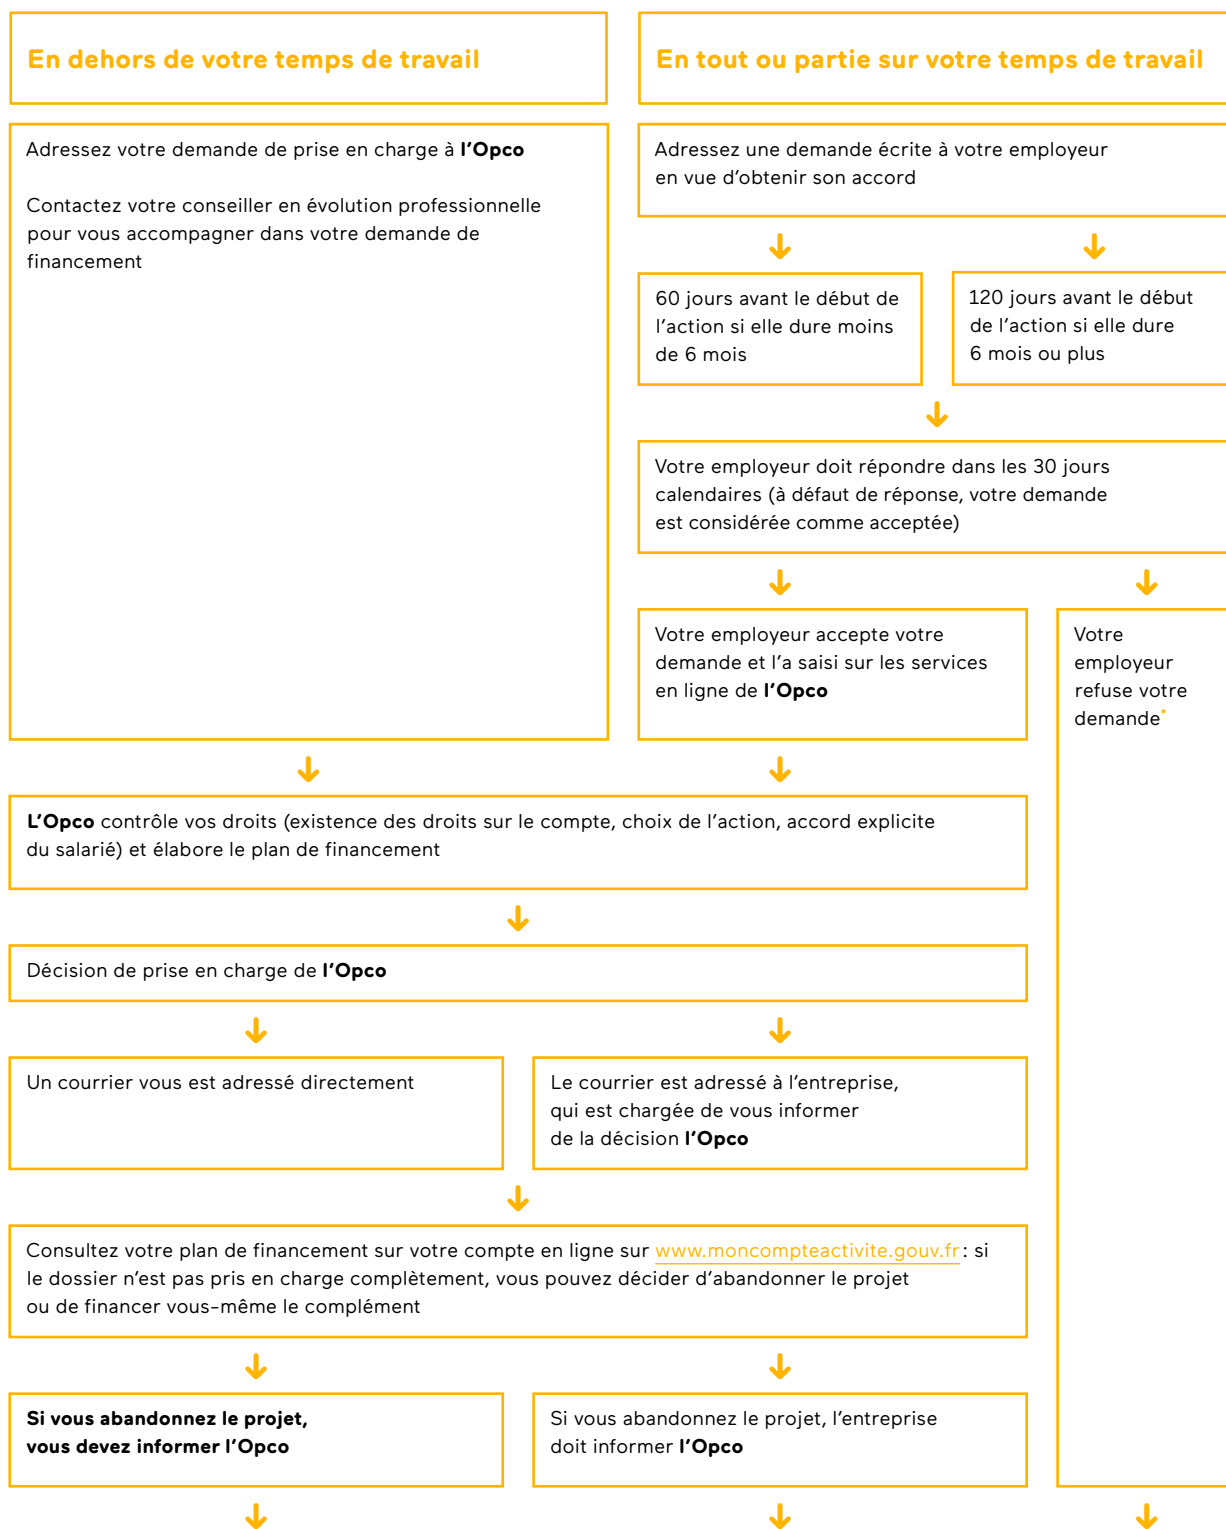 En dehors de votre temps de travail
En tout ou partie sur votre temps de travail
Adressez votre demande de prise en charge à l'Opco
Contactez votre conseiller en évolution professionnelle
pour vous accompagner dans votre demande de
financement
Adressez une demande écrite à votre employeur
en vue d'obtenir son accord
60 jours avant le début de
l'action si elle dure moins
de 6 mois
120 jours avant le début
de l'action si elle dure
6 mois ou plus
Votre employeur doit répondre dans les 30 jours
calendaires (à défaut de réponse, votre demande
est considérée comme acceptée)
Votre employeur accepte votre
demande et l'a saisi sur les services
en ligne de l'Opco
Votre
employeur
refuse votre
demande*
L'Opco contrôle vos droits (existence des droits sur le compte, choix de l'action, accord explicite
du salarié) et élabore le plan de financement
Décision de prise en charge de l'Opco
Un courrier vous est adressé directement
Le courrier est adressé à l'entreprise,
qui est chargée de vous informer
de la décision l'Opco
Consultez votre plan de financement sur votre compte en ligne sur www.moncompteactivite.gouv.fr : si
le dossier n'est pas pris en charge complètement, vous pouvez décider d'abandonner le projet
ou de financer vous-même le complément
Si vous abandonnez le projet,
vous devez informer l'Opco
Si vous abandonnez le projet, l'entreprise
doit informer l'Opco